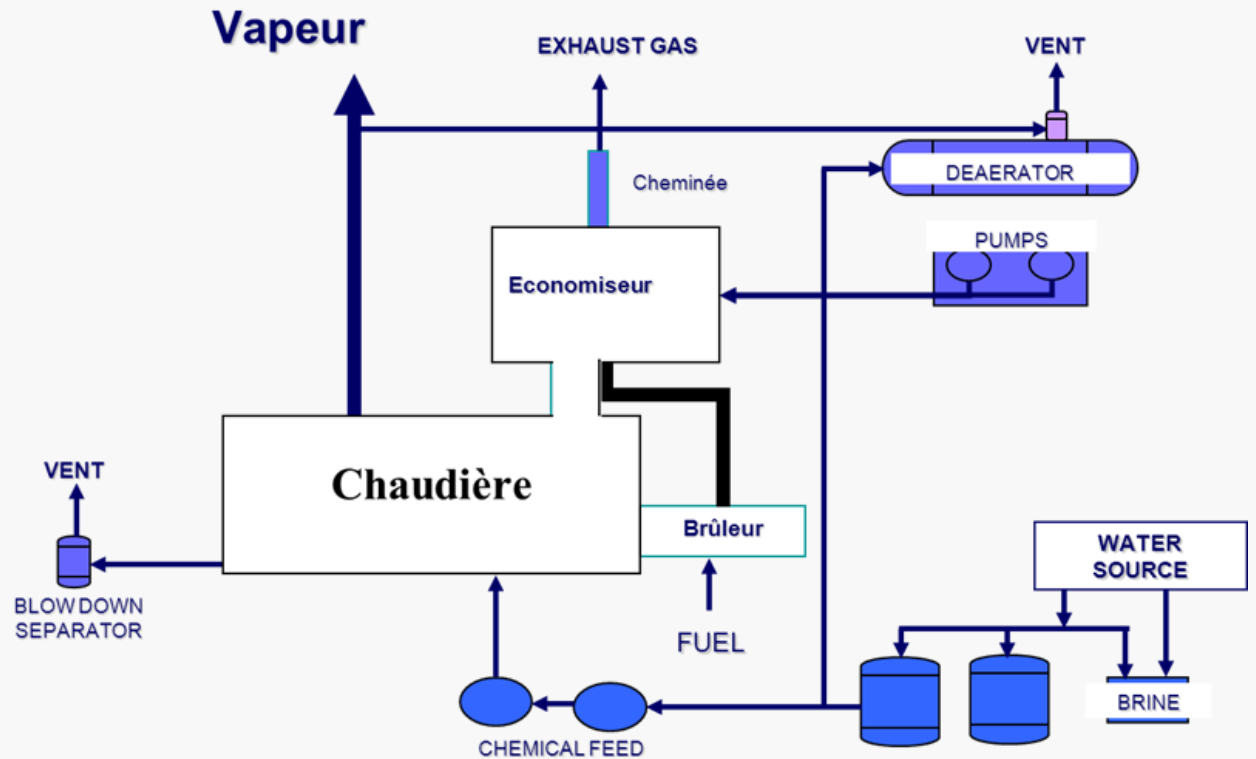 Vapeur
EXHAUST GAS
VENT
Cheminée
DEAERATOR
PUMPS
Economiseur
Chaudière
VENT
Brûleur
WATER
SOURCE
BLOW DOWN
SEPARATOR
FUEL
BRINE
CHEMICAL FEED